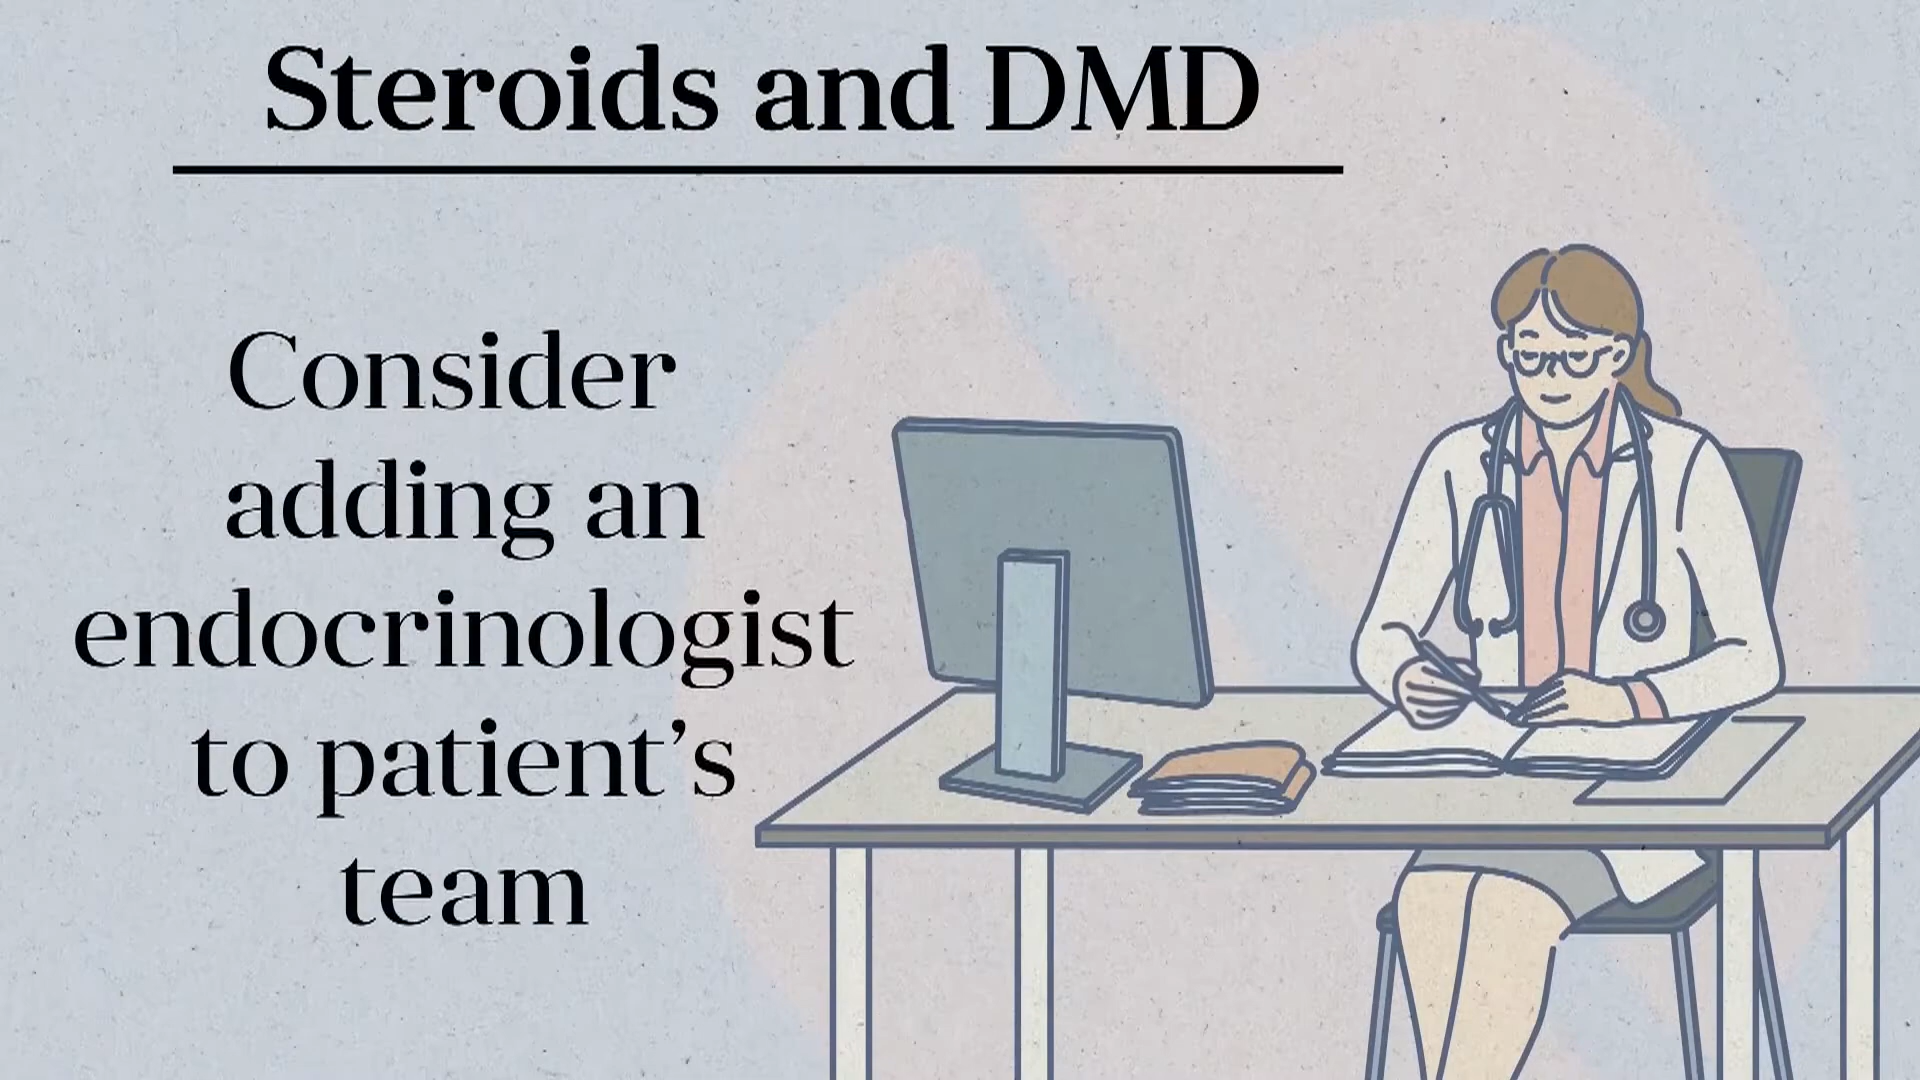 Steroids and DMD
Consider
adding an
endocrinologist
to patient’s
team